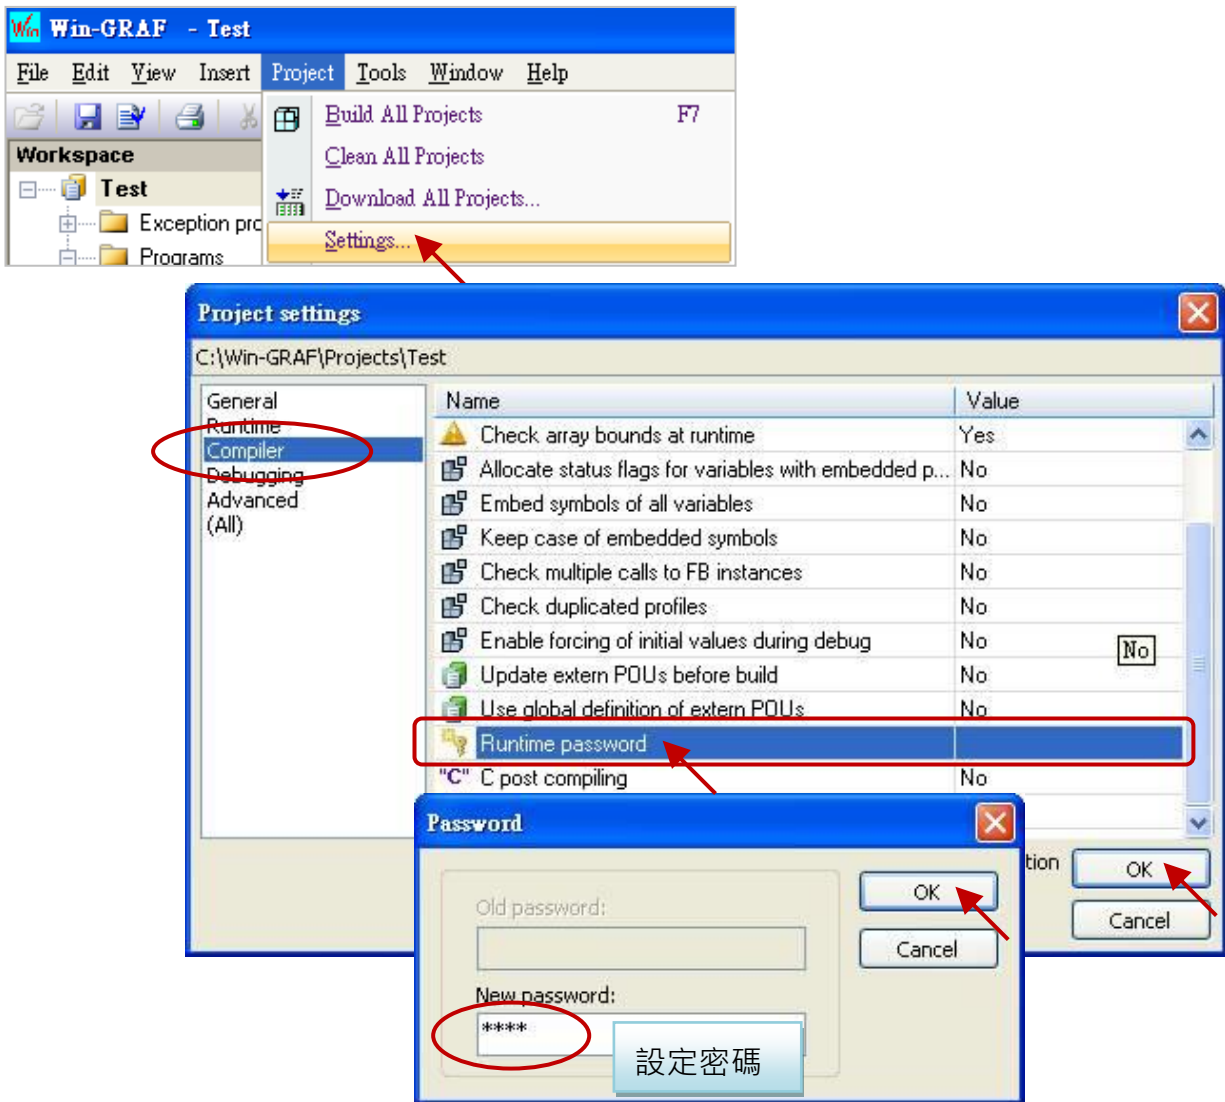 Win Win-GRAF - Test
File Edit View Insert Project Tools Window Help
Build All Projects F7
Clean All Projects
Download All Projects...
Settings...
Workspace
Test
Exception pro
Programs
Project settings
C:\Win-GRAF\Projects\Test
General
Runtime
Compiler
Debugging
Advanced
(All)
Name Value
Check array bounds at runtime Yes
Allocate status flags for variables with embedded p... No
Embed symbols of all variables No
Keep case of embedded symbols No
Check multiple calls to FB instances No
Check duplicated profiles No
Enable forcing of initial values during debug No
No
Update extern POUs before build No
Use global definition of extern POUs No
Runtime password
"C" C post compiling No
tion
OK
Cancel
Password
Old password:
OK
Cancel
New password:
****
設定密碼